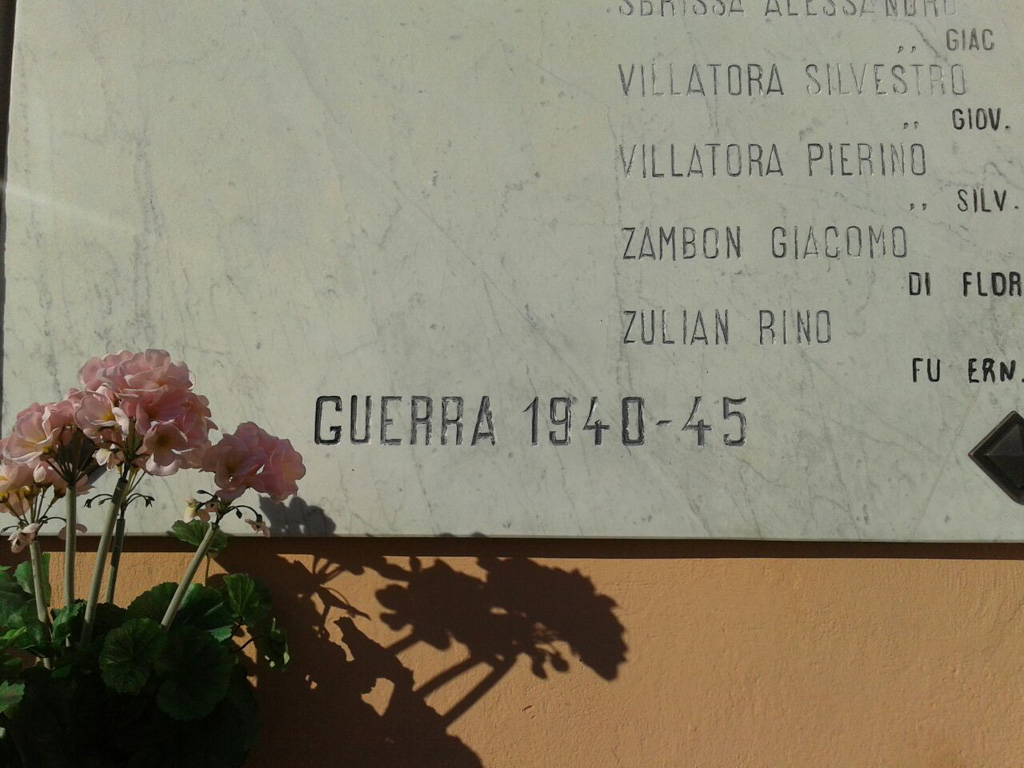 SBRISSA ALESSANDRO
,, GIAC
VILLATORA SILVESTRO
,, GIOV.
VILLATORA PIERINO
,, SILV.
ZAMBON GIACOMO
DI FLOR
ZULIAN RINO
FU ERN.
GUERRA 1940-45